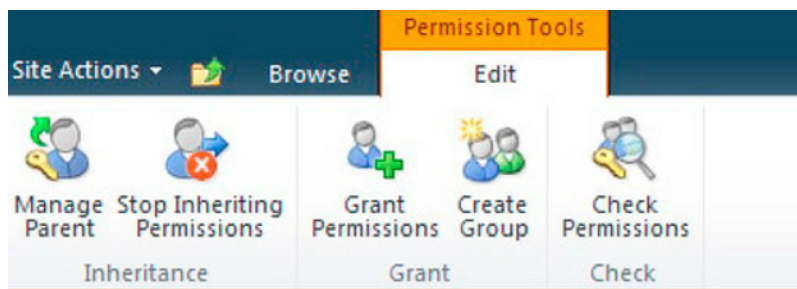 Permission Tools
Site Actions Browse Edit
Manage Parent
Stop Inheriting Permissions
Grant Permissions
Create Group
Check Permissions
Inheritance Grant Check